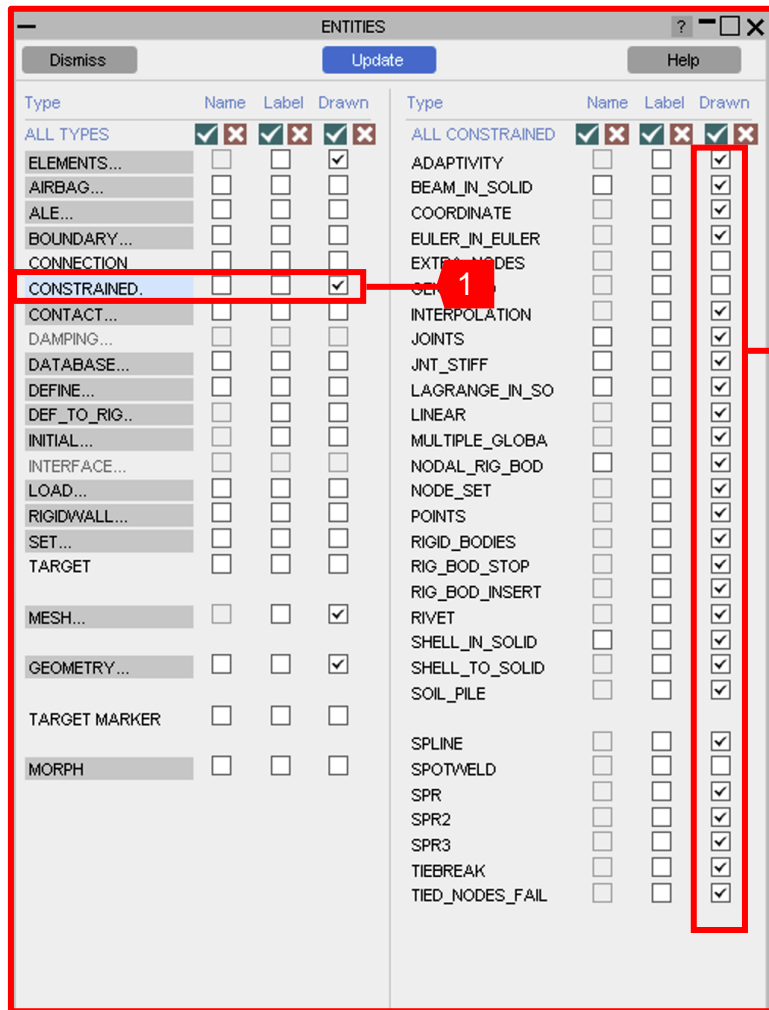 ENTITIES
?
Dismiss Update Help
Type Name Label Drawn
ALL TYPES
ELEMENTS...
AIRBAG...
ALE...
BOUNDARY...
CONNECTION
CONSTRAINED.
CONTACT...
DAMPING...
DATABASE...
DEFINE...
DEF_TO_RIG..
INITIAL...
INTERFACE...
LOAD...
RIGIDWALL...
SET...
TARGET
MESH...
GEOMETRY...
TARGET MARKER
MORPH
1
Type Name Label Drawn
ALL CONSTRAINED
ADAPTIVITY
BEAM_IN_SOLID
COORDINATE
EULER_IN_EULER
INTERPOLATION
JOINTS
JNT_STIFF
LAGRANGE_IN_SO
LINEAR
MULTIPLE_GLOBA
NODAL_RIG_BOD
NODE_SET
POINTS
RIGID_BODIES
RIG_BOD_STOP
RIG_BOD_INSERT
RIVET
SHELL_IN_SOLID
SHELL_TO_SOLID
SOIL_PILE
SPLINE
SPOTWELD
SPR
SPR2
SPR3
TIEBREAK
TIED_NODES_FAIL